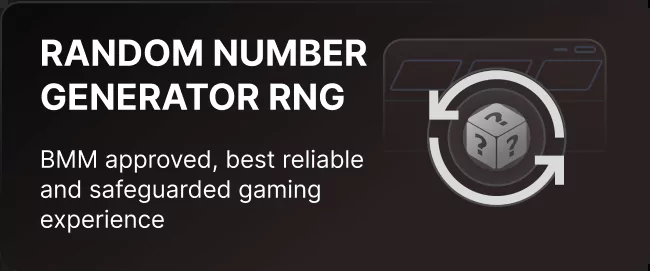 RANDOM NUMBER
GENERATOR RNG
BMM approved, best reliable
and safeguarded gaming
experience
? ? ?